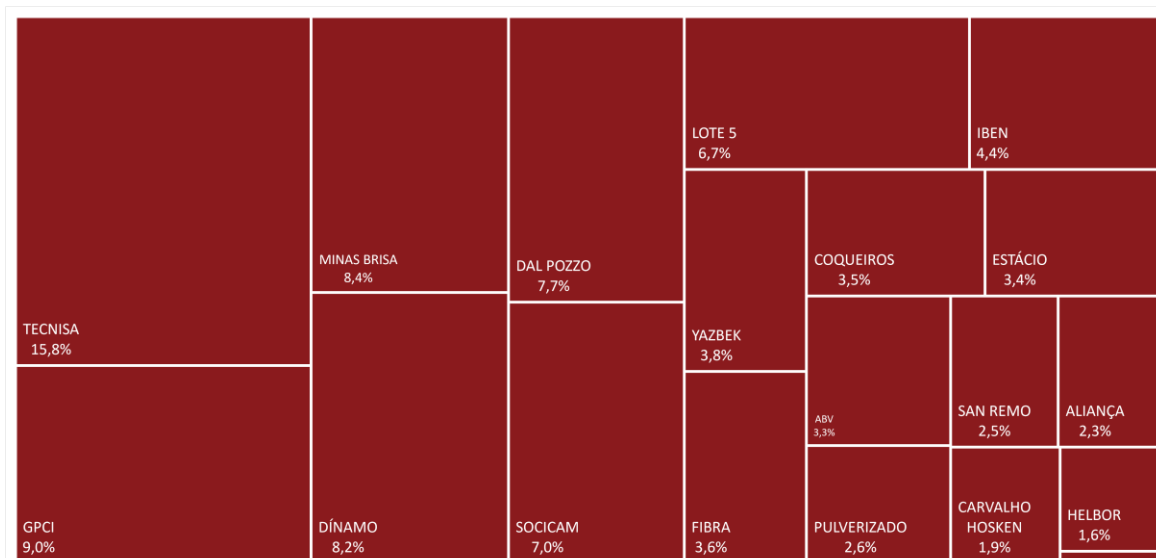 TECNISA
15,8%
GPCI
9,0%
MINAS BRISA
8,4%
DÍNAMO
8,2%
DAL POZZO
7,7%
SOCICAM
7,0%
LOTE 5
6,7%
IBEN
4,4%
YAZBEK
3,8%
FIBRA
3,6%
COQUEIROS
3,5%
ESTÁCIO
3,4%
ABV
3,3%
PULVERIZADO
2,6%
SAN REMO
2,5%
ALIANÇA
2,3%
CARVALHO
HOSKEN
1,9%
HELBOR
1,6%